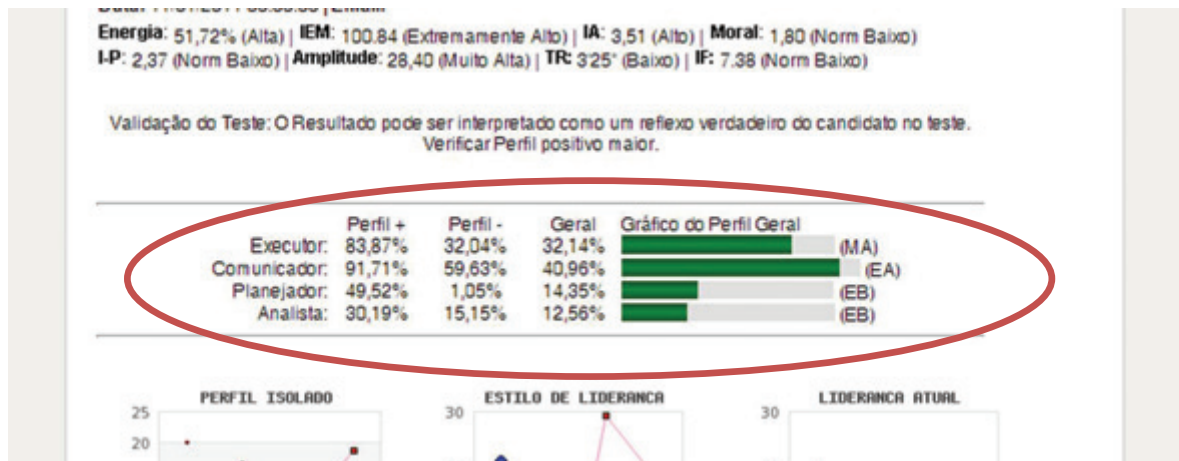 Energia: 51,72% (Alta) | IEM: 100.84 (Extremamente Alto) | IA: 3,51 (Alto) | Moral: 1,80 (Norm Baixo)
I-P: 2,37 (Norm Baixo) | Amplitude: 28,40 (Muito Alta) | TR: 3'25" (Baixo) | IF: 7.38 (Norm Baixo)
Validação do Teste: O Resultado pode ser interpretado como um reflexo verdadeiro do candidato no teste.
Verificar Perfil positivo maior.
Perfil + Perfil - Geral Gráfico do Perfil Geral
Executor: 83,87% 32,04% 32,14% (MA)
Comunicador: 91,71% 59,63% 40,96% (EA)
Planejador: 49,52% 1,05% 14,35% (EB)
Analista: 30,19% 15,15% 12,56% (EB)
PERFIL ISOLADO ESTILO DE LIDERANCA LIDERANCA ATUAL
25 30 30
20